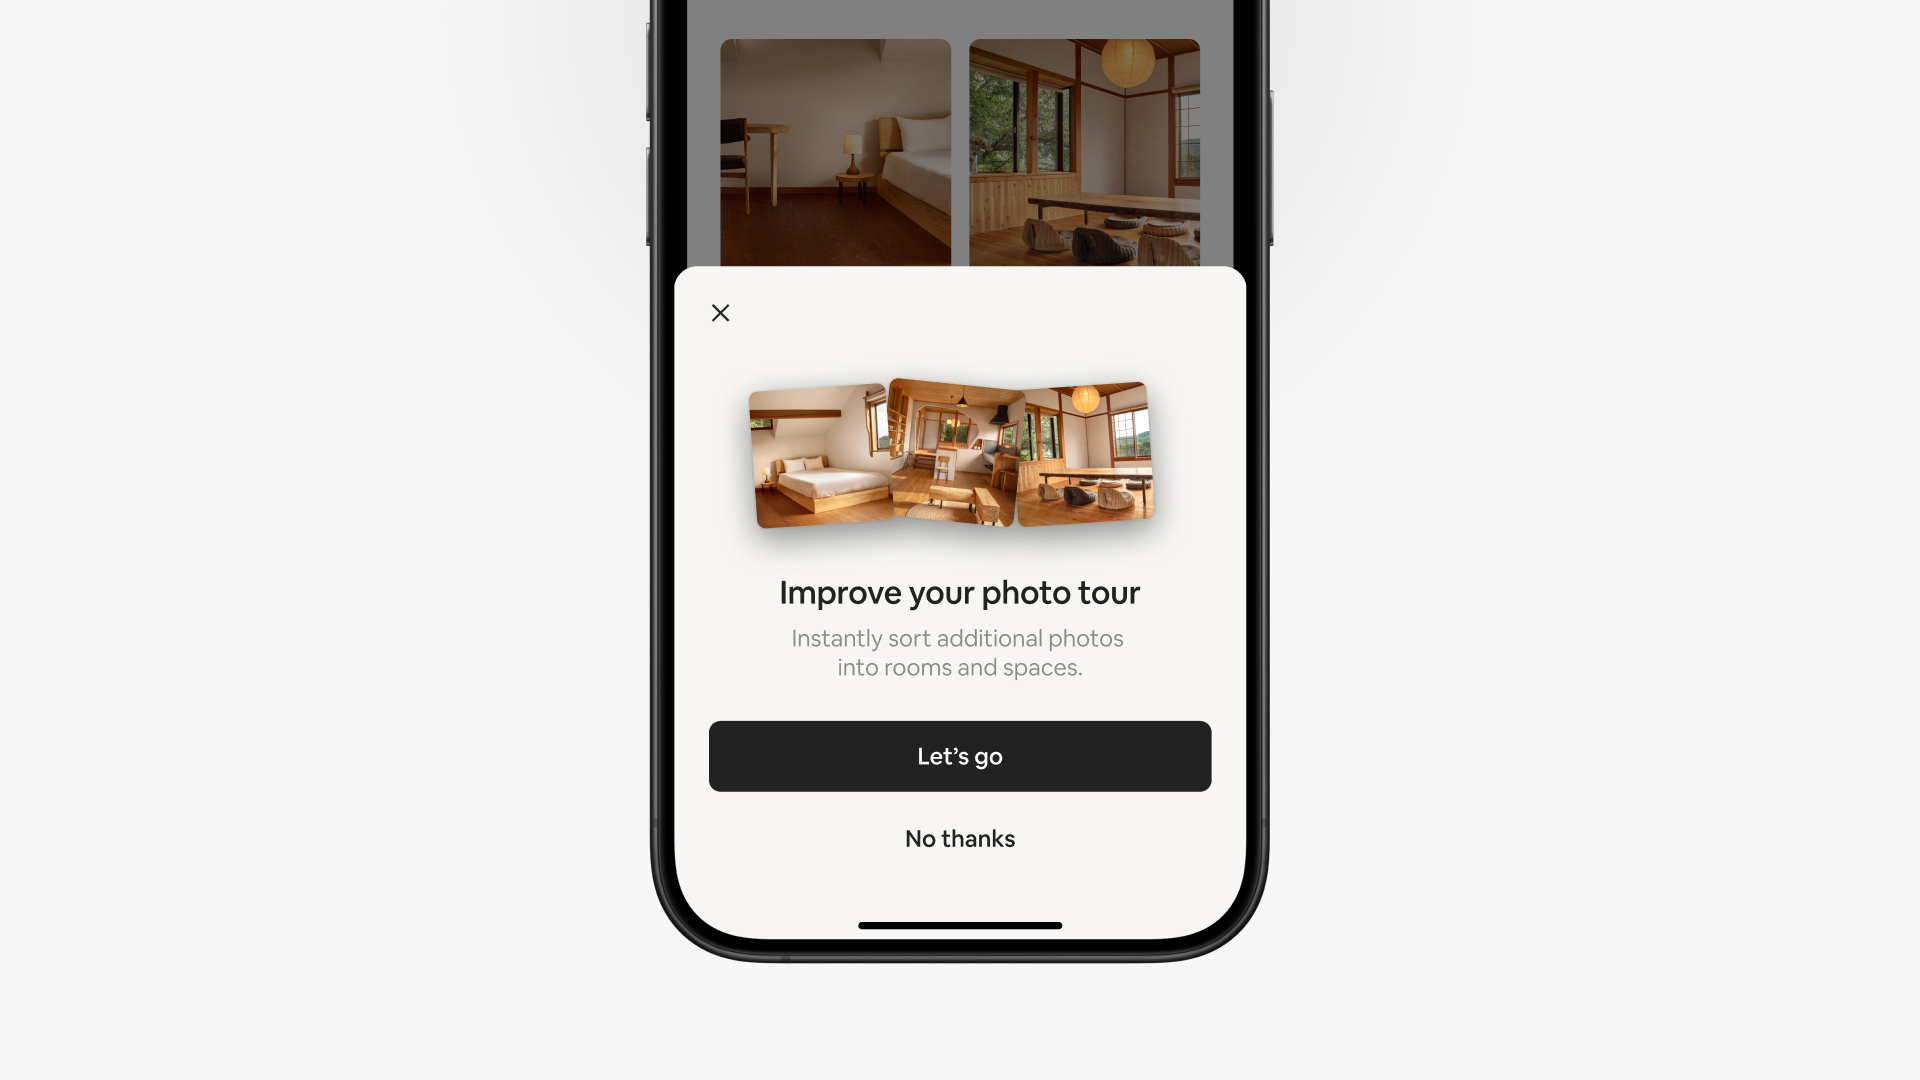 Improve your photo tour
Instantly sort additional photos
into rooms and spaces.
Let’s go
No thanks